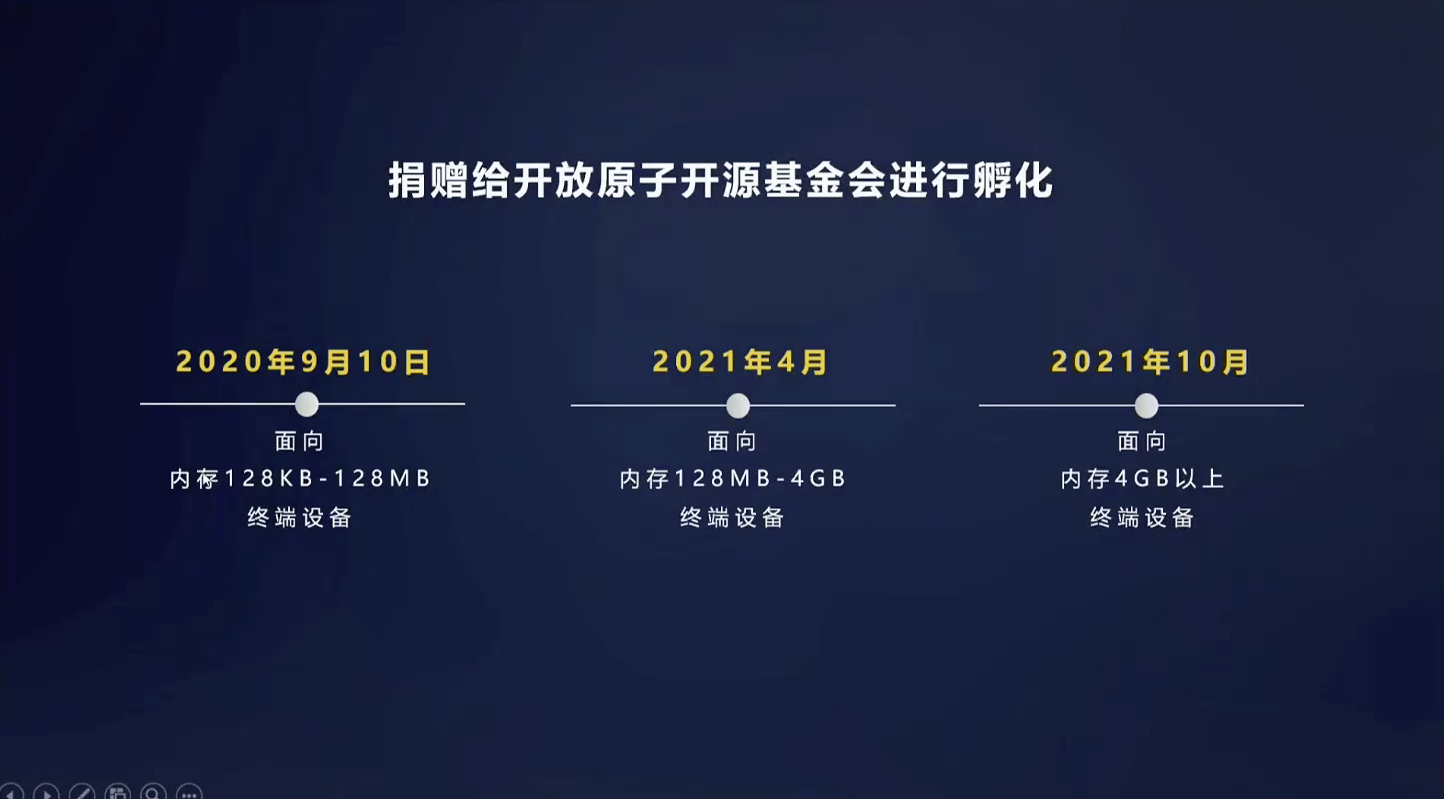 捐赠给开放原子开源基金会进行孵化
2020年9月10日
面向
内存128KB-128MB
终端设备
2021年4月
面向
内存128MB-4GB
终端设备
2021年10月
面向
内存4GB以上
终端设备